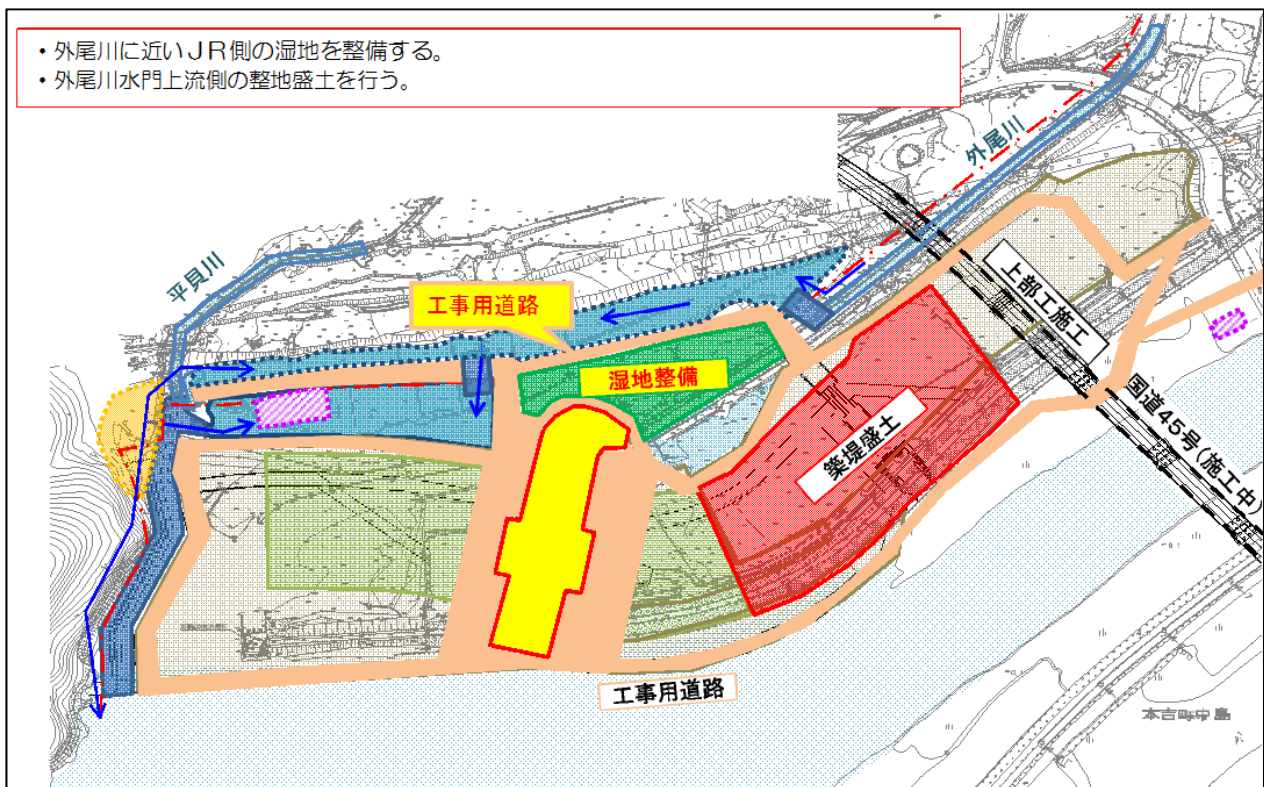 ・外尾川に近いJR側の湿地を整備する。
・外尾川水門上流側の整地盛土を行う。
外尾川
平貝川
工事用道路
上部工施工
湿地整備
国道45号(施工中)
築堤盛土
工事用道路
本吉町中島